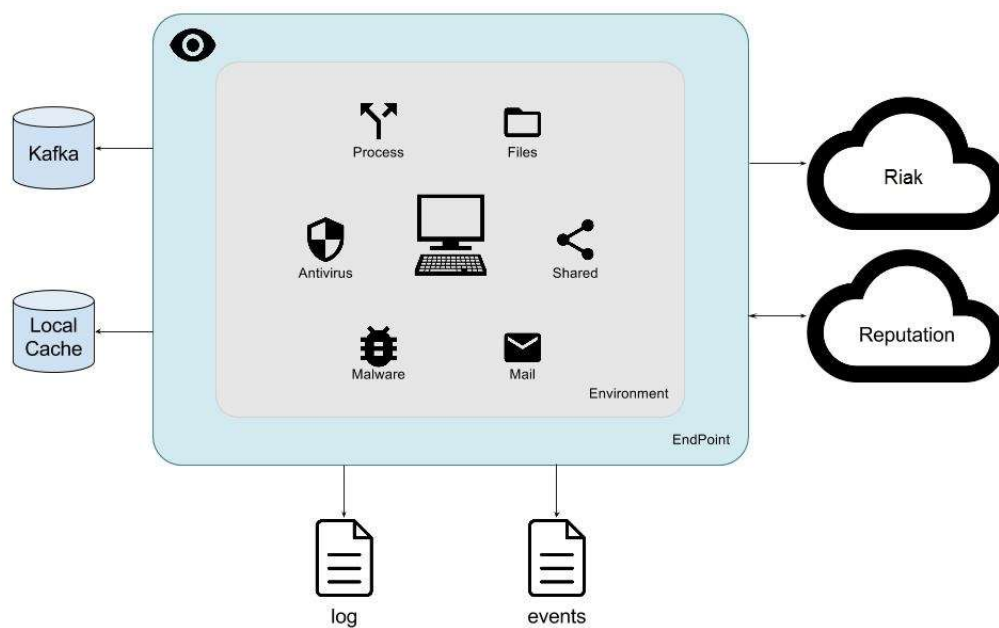 Process
Files
Kafka
Riak
Antivirus
Shared
Local
Cache
Reputation
Malware
Mail
Environment
EndPoint
log
events